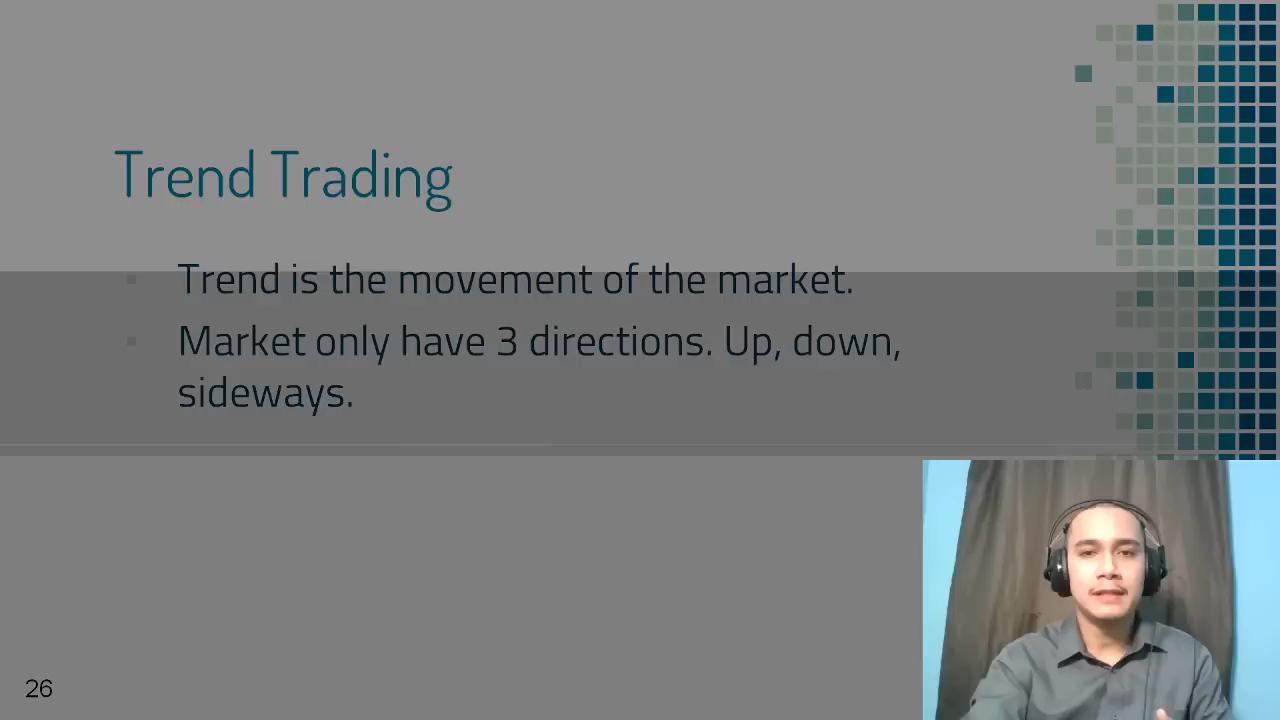 Trend Trading
Trend is the movement of the market.
Market only have 3 directions. Up, down,
sideways.
26